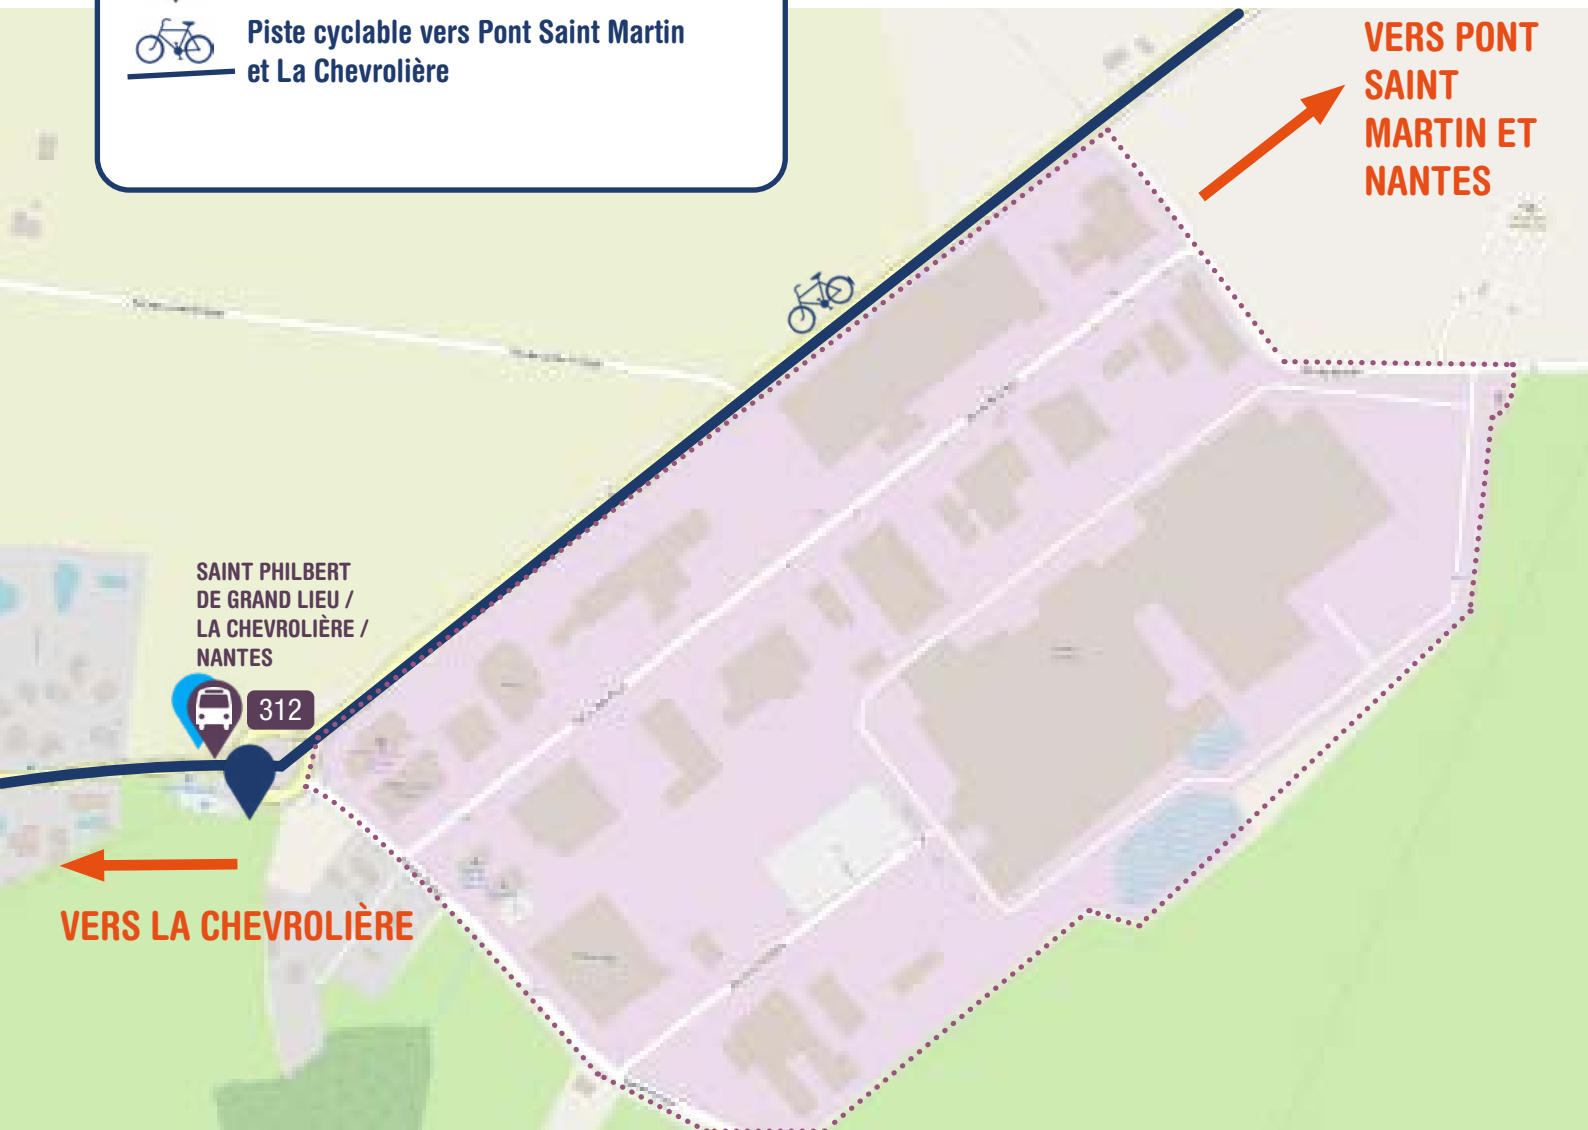 Piste cyclable vers Pont Saint Martin
et La Chevrolière
VERS PONT
SAINT
MARTIN ET
NANTES
SAINT PHILBERT
DE GRAND LIEU /
LA CHEVROLIÈRE /
NANTES
312
VERS LA CHEVROLIÈRE